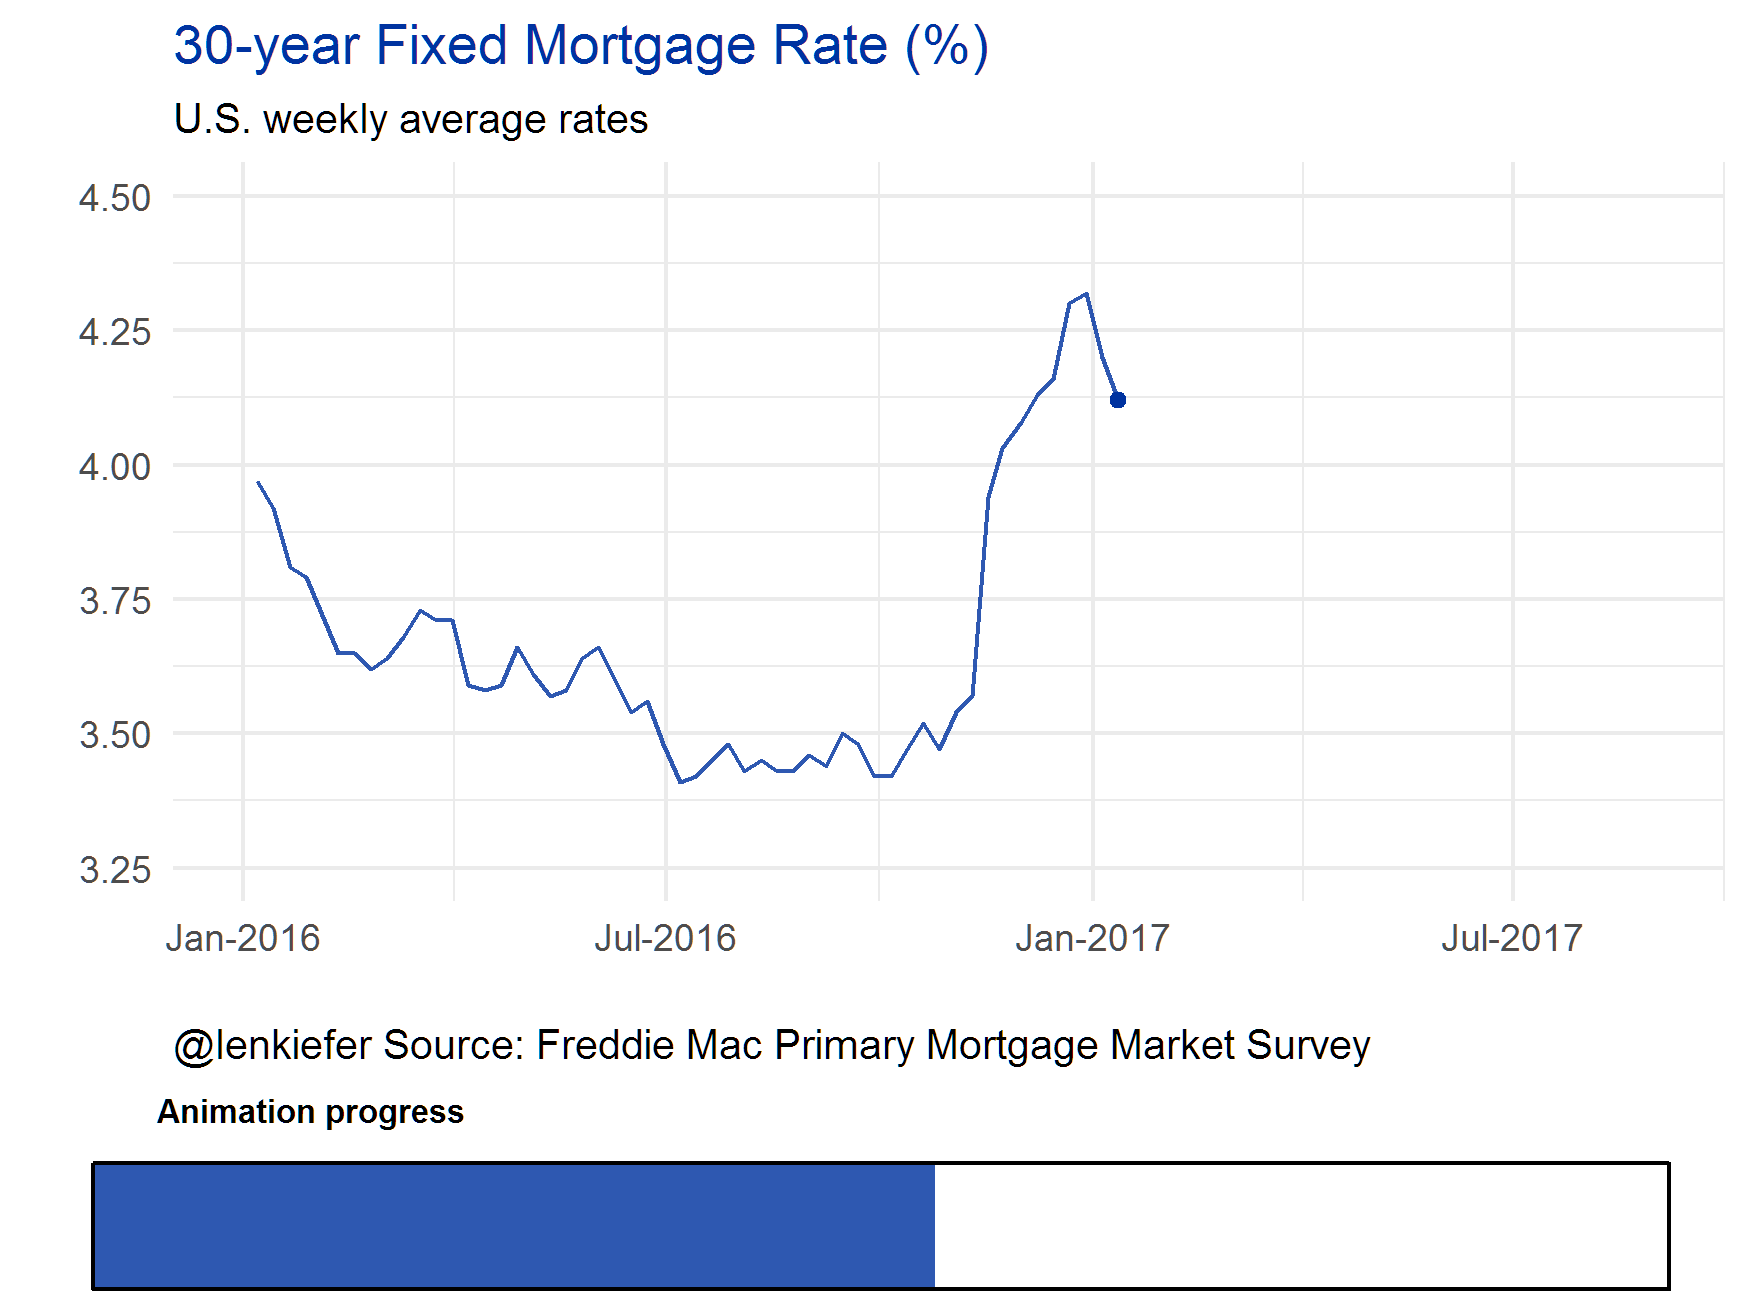 30-year Fixed Mortgage Rate (%)
U.S. weekly average rates
4.50
4.25
4.00
3.75
3.50
3.25
Jan-2016 Jul-2016 Jan-2017 Jul-2017
@lenkiefer Source: Freddie Mac Primary Mortgage Market Survey
Animation progress